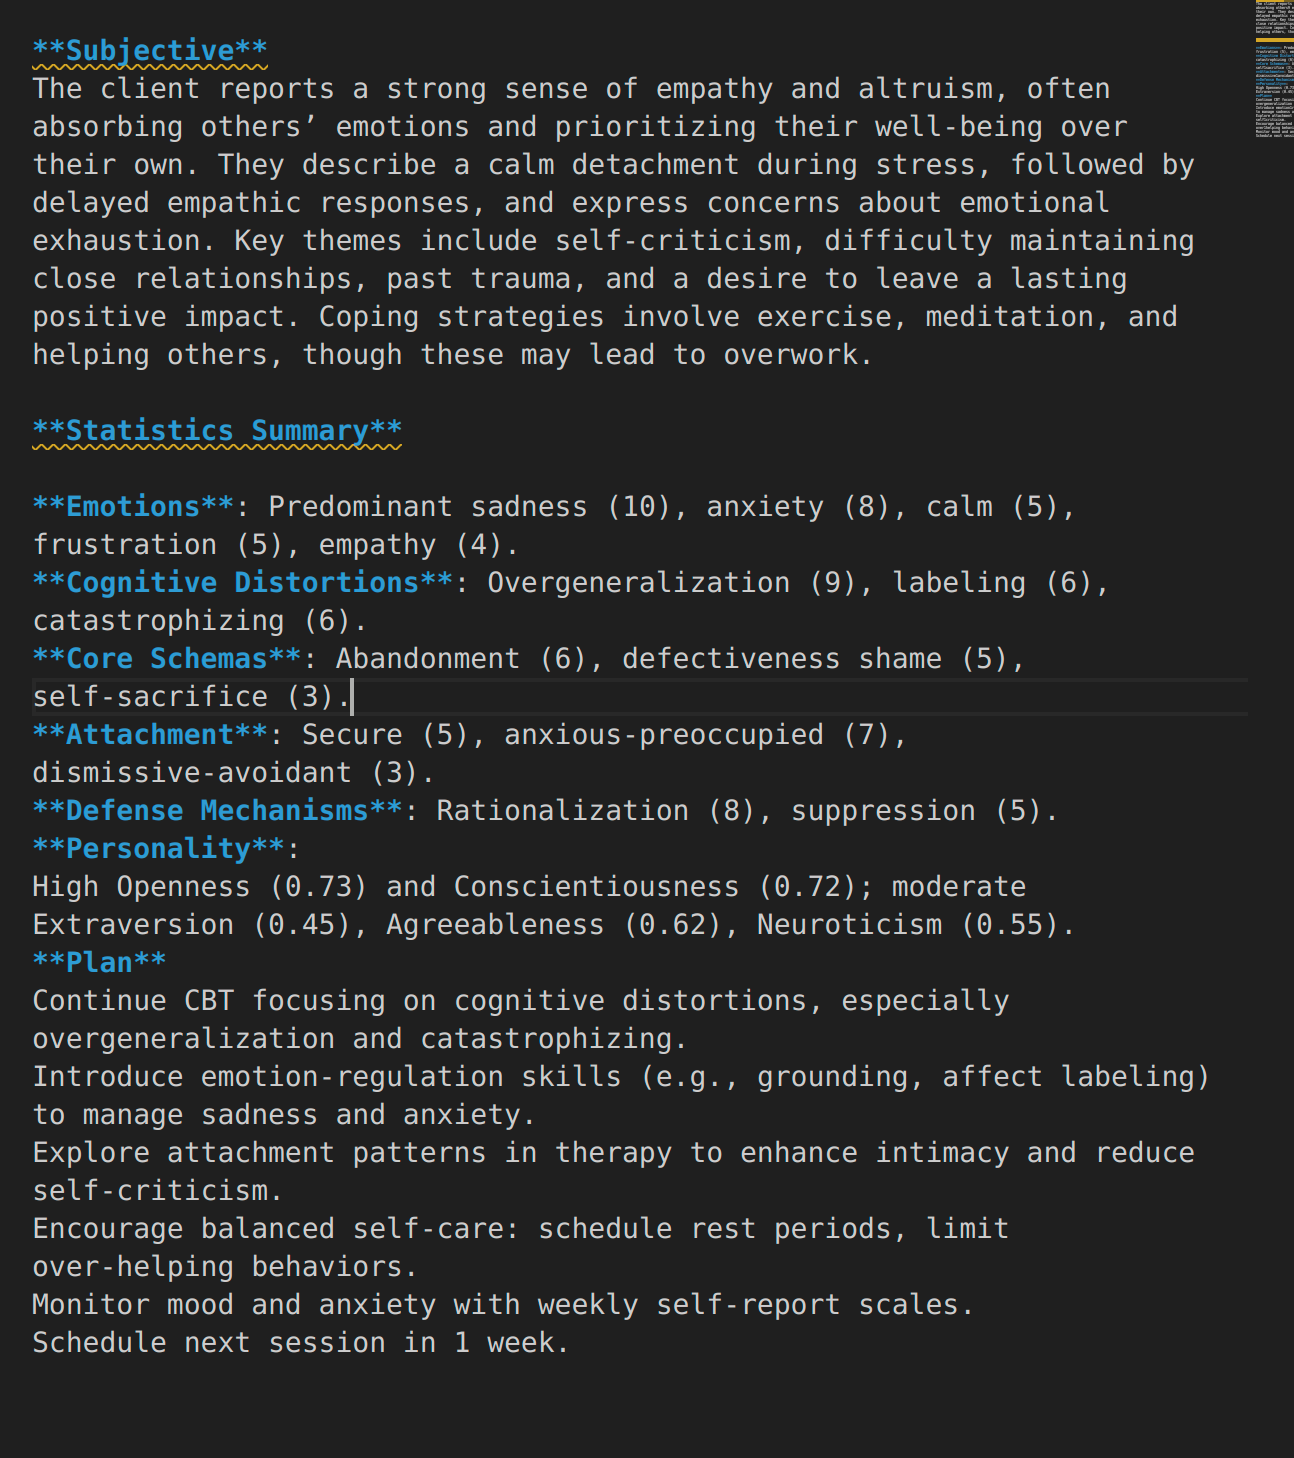 **Subjective**
The client reports a strong sense of empathy and altruism, often
absorbing others’ emotions and prioritizing their well-being over
their own. They describe a calm detachment during stress, followed by
delayed empathic responses, and express concerns about emotional
exhaustion. Key themes include self-criticism, difficulty maintaining
close relationships, past trauma, and a desire to leave a lasting
positive impact. Coping strategies involve exercise, meditation, and
helping others, though these may lead to overwork.
**Statistics Summary**
**Emotions**: Predominant sadness (10), anxiety (8), calm (5),
frustration (5), empathy (4).
**Cognitive Distortions**: Overgeneralization (9), labeling (6),
catastrophizing (6).
**Core Schemas**: Abandonment (6), defectiveness shame (5),
self-sacrifice (3).
**Attachment**: Secure (5), anxious-preoccupied (7),
dismissive-avoidant (3).
**Defense Mechanisms**: Rationalization (8), suppression (5).
**Personality**:
High Openness (0.73) and Conscientiousness (0.72); moderate
Extraversion (0.45), Agreeableness (0.62), Neuroticism (0.55).
**Plan**
Continue CBT focusing on cognitive distortions, especially
overgeneralization and catastrophizing.
Introduce emotion-regulation skills (e.g., grounding, affect labeling)
to manage sadness and anxiety.
Explore attachment patterns in therapy to enhance intimacy and reduce
self-criticism.
Encourage balanced self-care: schedule rest periods, limit
over-helping behaviors.
Monitor mood and anxiety with weekly self-report scales.
Schedule next session in 1 week.